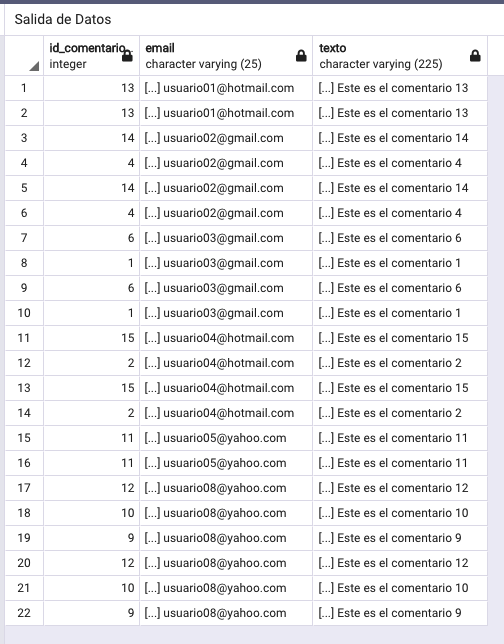 Salida de Datos
id_comentario.. email texto
integer character varying (25) character varying (225)
1 13 [...] usuario01@hotmail.com [...] Este es el comentario 13
2 13 [...] usuario01@hotmail.com [...] Este es el comentario 13
3 14 [...] usuario02@gmail.com [...] Este es el comentario 14
4 4 [...] usuario02@gmail.com [...] Este es el comentario 4
5 14 [...] usuario02@gmail.com [...] Este es el comentario 14
6 4 [...] usuario02@gmail.com [...] Este es el comentario 4
7 6 [...] usuario03@gmail.com [...] Este es el comentario 6
8 1 [...] usuario03@gmail.com [...] Este es el comentario 1
9 6 [...] usuario03@gmail.com [...] Este es el comentario 6
10 1 [...] usuario03@gmail.com [...] Este es el comentario 1
11 15 [...] usuario04@hotmail.com [...] Este es el comentario 15
12 2 [...] usuario04@hotmail.com [...] Este es el comentario 2
13 15 [...] usuario04@hotmail.com [...] Este es el comentario 15
14 2 [...] usuario04@hotmail.com [...] Este es el comentario 2
15 11 [...] usuario05@yahoo.com [...] Este es el comentario 11
16 11 [...] usuario05@yahoo.com [...] Este es el comentario 11
17 12 [...] usuario08@yahoo.com [...] Este es el comentario 12
18 10 [...] usuario08@yahoo.com [...] Este es el comentario 10
19 9 [...] usuario08@yahoo.com [...] Este es el comentario 9
20 12 [...] usuario08@yahoo.com [...] Este es el comentario 12
21 10 [...] usuario08@yahoo.com [...] Este es el comentario 10
22 9 [...] usuario08@yahoo.com [...] Este es el comentario 9